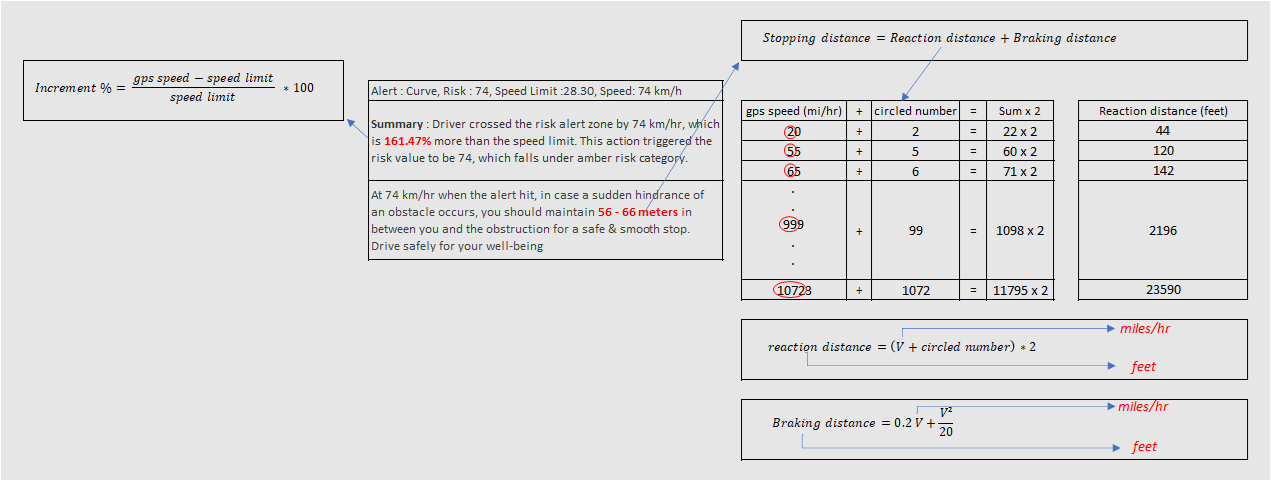 Increment % = (gps speed − speed limit) / speed limit * 100
Alert : Curve, Risk : 74, Speed Limit :28.30, Speed: 74 km/h
Summary : Driver crossed the risk alert zone by 74 km/hr, which
is 161.47% more than the speed limit. This action triggered the
risk value to be 74, which falls under amber risk category.
At 74 km/hr when the alert hit, in case a sudden hindrance of
an obstacle occurs, you should maintain 56 - 66 meters in
between you and the obstruction for a safe & smooth stop.
Drive safely for your well-being
Stopping distance = Reaction distance + Braking distance
gps speed (mi/hr) + circled number = Sum x 2 Reaction distance (feet)
20 + 2 = 22 x 2 44
55 + 5 = 60 x 2 120
65 + 6 = 71 x 2 142
.
.
999 + 99 = 1098 x 2 2196
.
.
10723 + 1072 = 11795 x 2 23590
miles/hr
reaction distance = (V + circled number) * 2
feet
miles/hr
Braking distance = 0.2 V + V²/20
feet